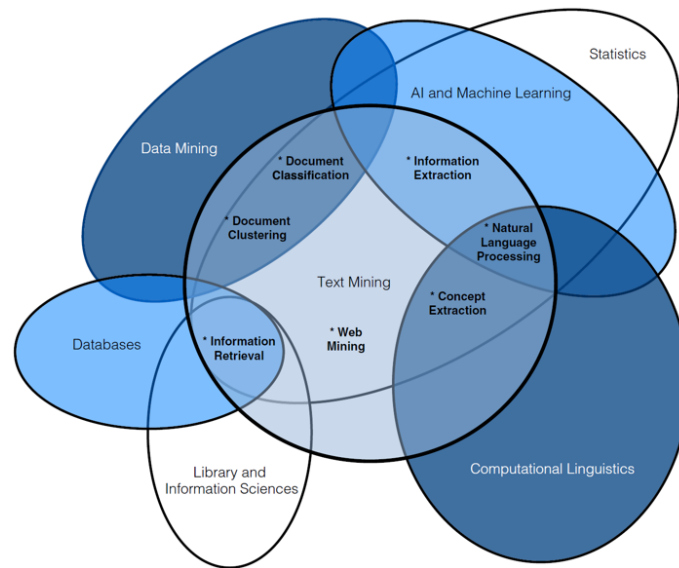 Statistics
AI and Machine Learning
Data Mining
* Document
Classification
* Information
Extraction
* Document
Clustering
* Natural
Language
Processing
Text Mining
* Concept
Extraction
Databases
* Information
Retrieval
* Web
Mining
Library and
Information Sciences
Computational Linguistics